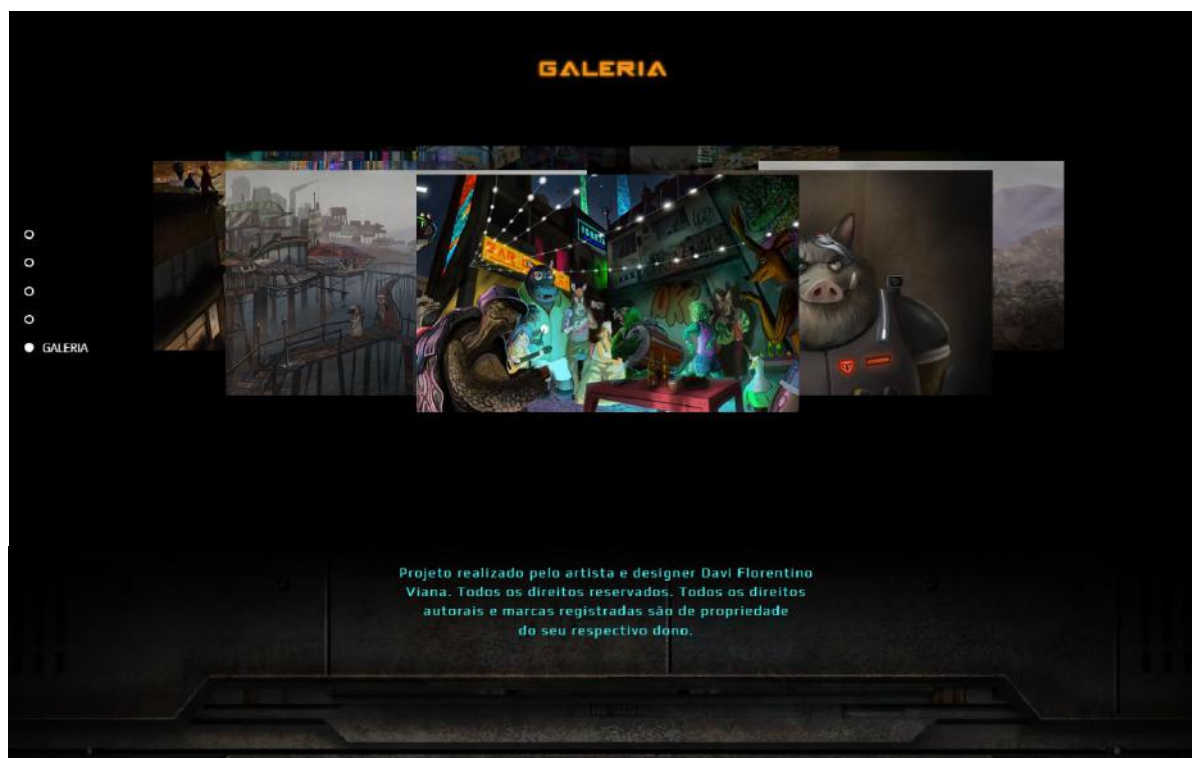 GALERIA
GALERIA
Projeto realizado pelo artista e designer Davi Florentino
Viana. Todos os direitos reservados. Todos os direitos
autorais e marcas registradas são de propriedade
do seu respectivo dono.